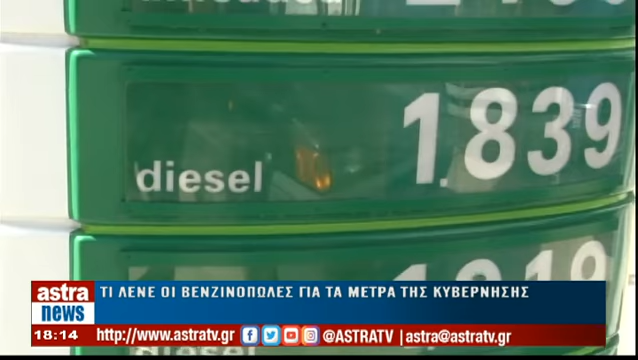 diesel 1.839
astra news
ΤΙ ΛΕΝΕ ΟΙ ΒΕΝΖΙΝΟΠΩΛΕΣ ΓΙΑ ΤΑ ΜΕΤΡΑ ΤΗΣ ΚΥΒΕΡΝΗΣΗΣ
18:14 http://www.astratv.gr @ASTRATV | astra@astratv.gr
diesel